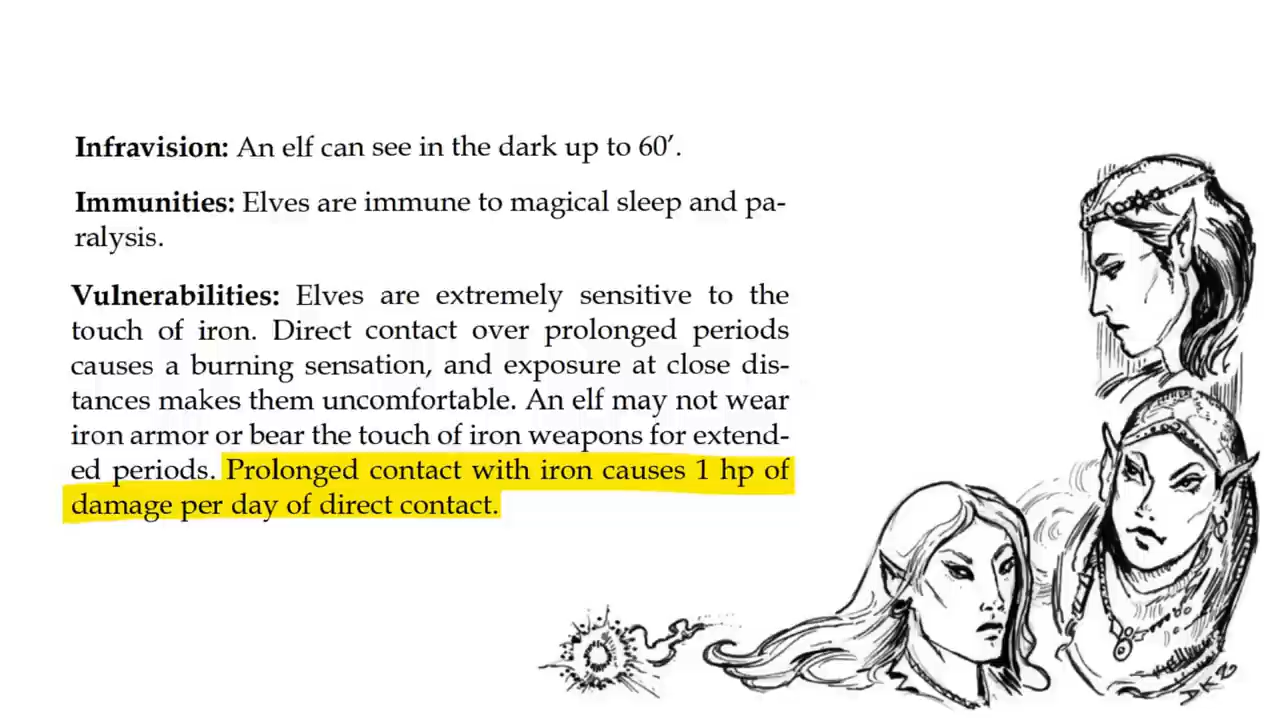 Infravision: An elf can see in the dark up to 60′.
Immunities: Elves are immune to magical sleep and pa-
ralysis.
Vulnerabilities: Elves are extremely sensitive to the
touch of iron. Direct contact over prolonged periods
causes a burning sensation, and exposure at close dis-
tances makes them uncomfortable. An elf may not wear
iron armor or bear the touch of iron weapons for extend-
ed periods. Prolonged contact with iron causes 1 hp of
damage per day of direct contact.